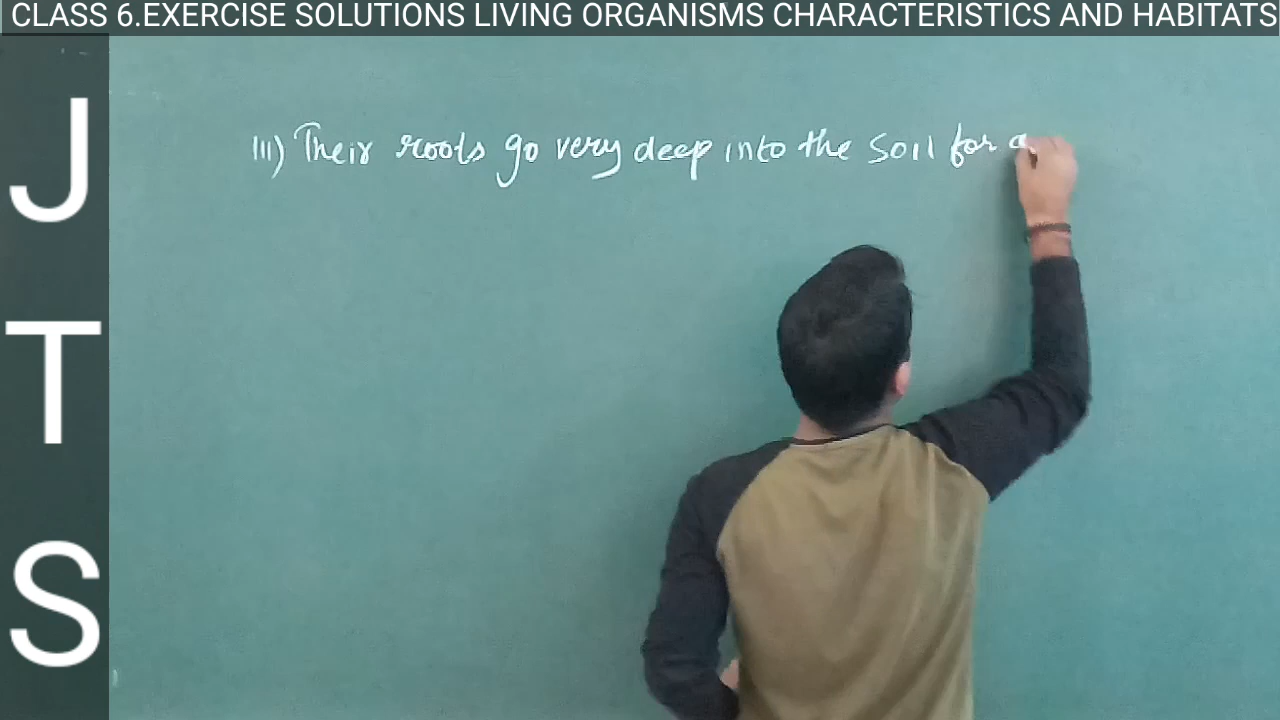 CLASS 6.EXERCISE SOLUTIONS LIVING ORGANISMS CHARACTERISTICS AND HABITATS
J
T
S
III) Their roots go very deep into the soil for a